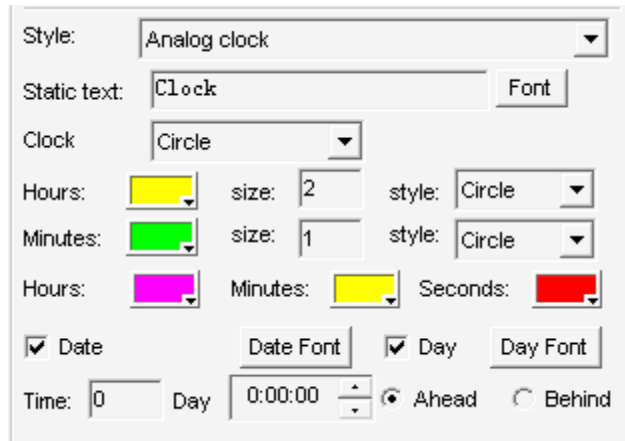 Style: Analog clock
Static text: Clock Font
Clock Circle
Hours: size: 2 style: Circle
Minutes: size: 1 style: Circle
Hours: Minutes: Seconds:
Date Date Font Day Day Font
Time: 0 Day 0:00:00 Ahead Behind